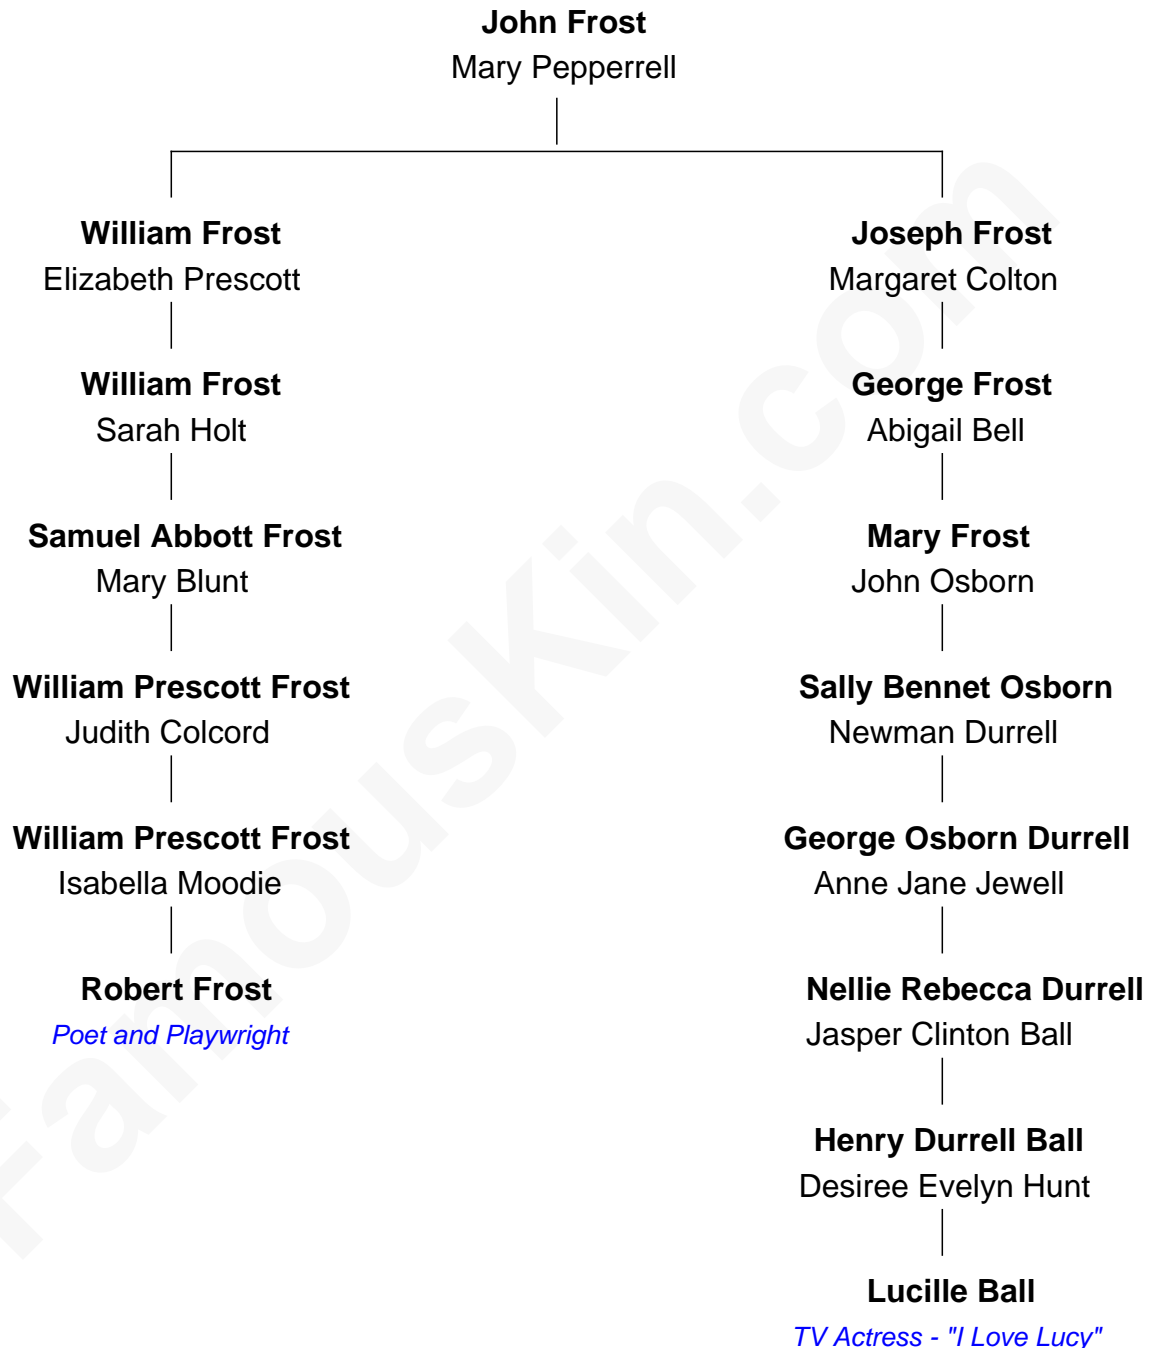 John Frost
Mary Pepperrell
William Frost
Elizabeth Prescott
Joseph Frost
Margaret Colton
William Frost
Sarah Holt
George Frost
Abigail Bell
Samuel Abbott Frost
Mary Blunt
Mary Frost
John Osborn
William Prescott Frost
Judith Colcord
Sally Bennet Osborn
Newman Durrell
William Prescott Frost
Isabella Moodie
George Osborn Durrell
Anne Jane Jewell
Robert Frost
Poet and Playwright
Nellie Rebecca Durrell
Jasper Clinton Ball
Henry Durrell Ball
Desiree Evelyn Hunt
Lucille Ball
TV Actress - "I Love Lucy"
FamousKin.com